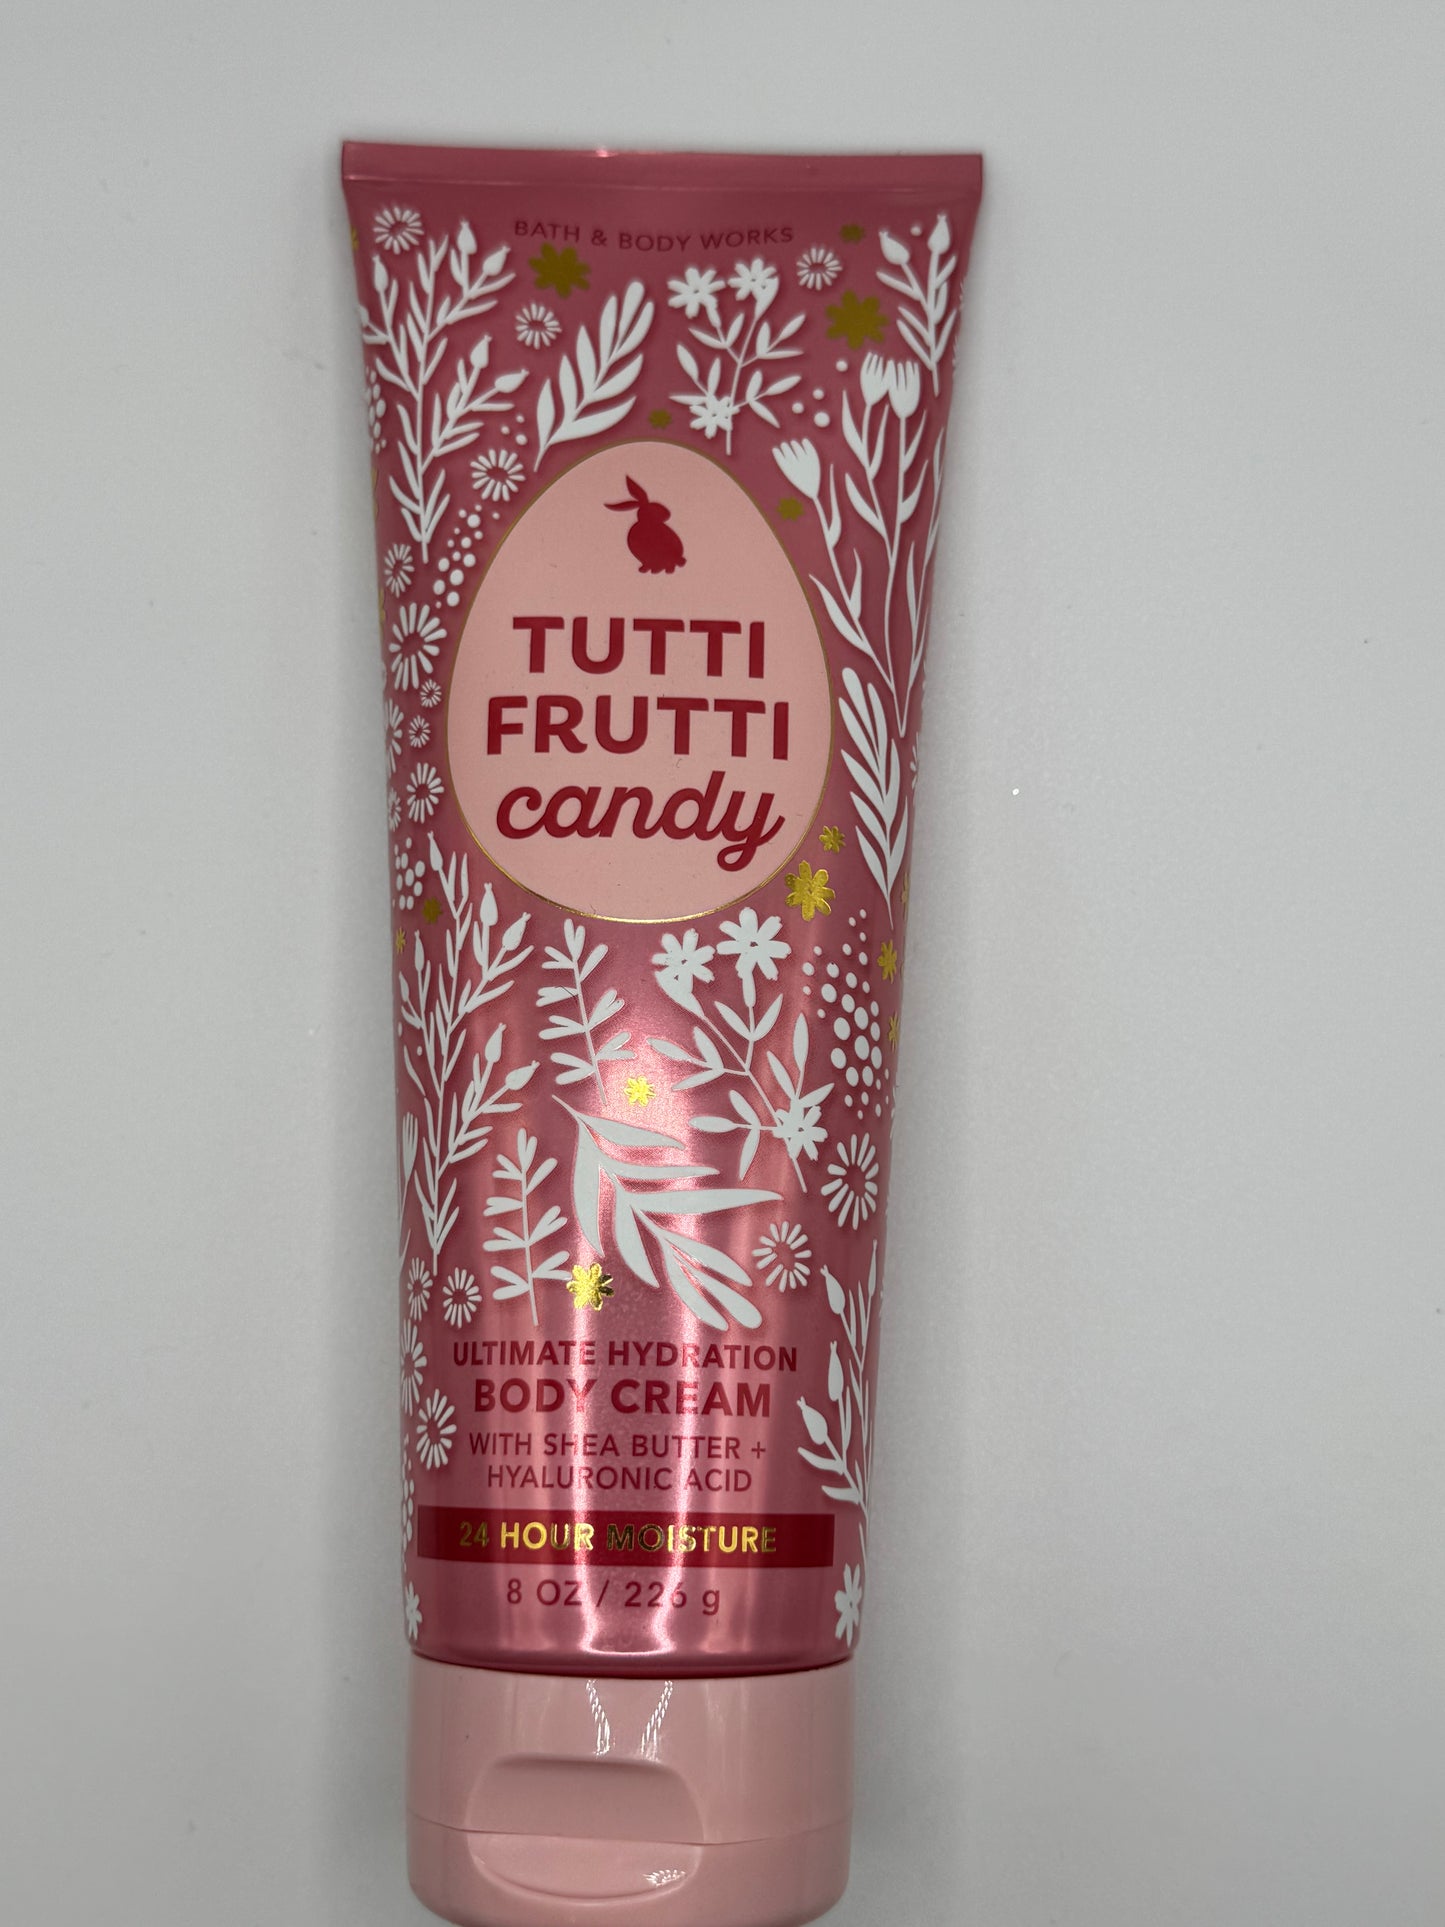 BATH & BODY WORKS
TUTTI
FRUTTI
candy
ULTIMATE HYDRATION
BODY CREAM
WITH SHEA BUTTER +
HYALURONIC ACID
24 HOUR MOISTURE
8 OZ / 226 g